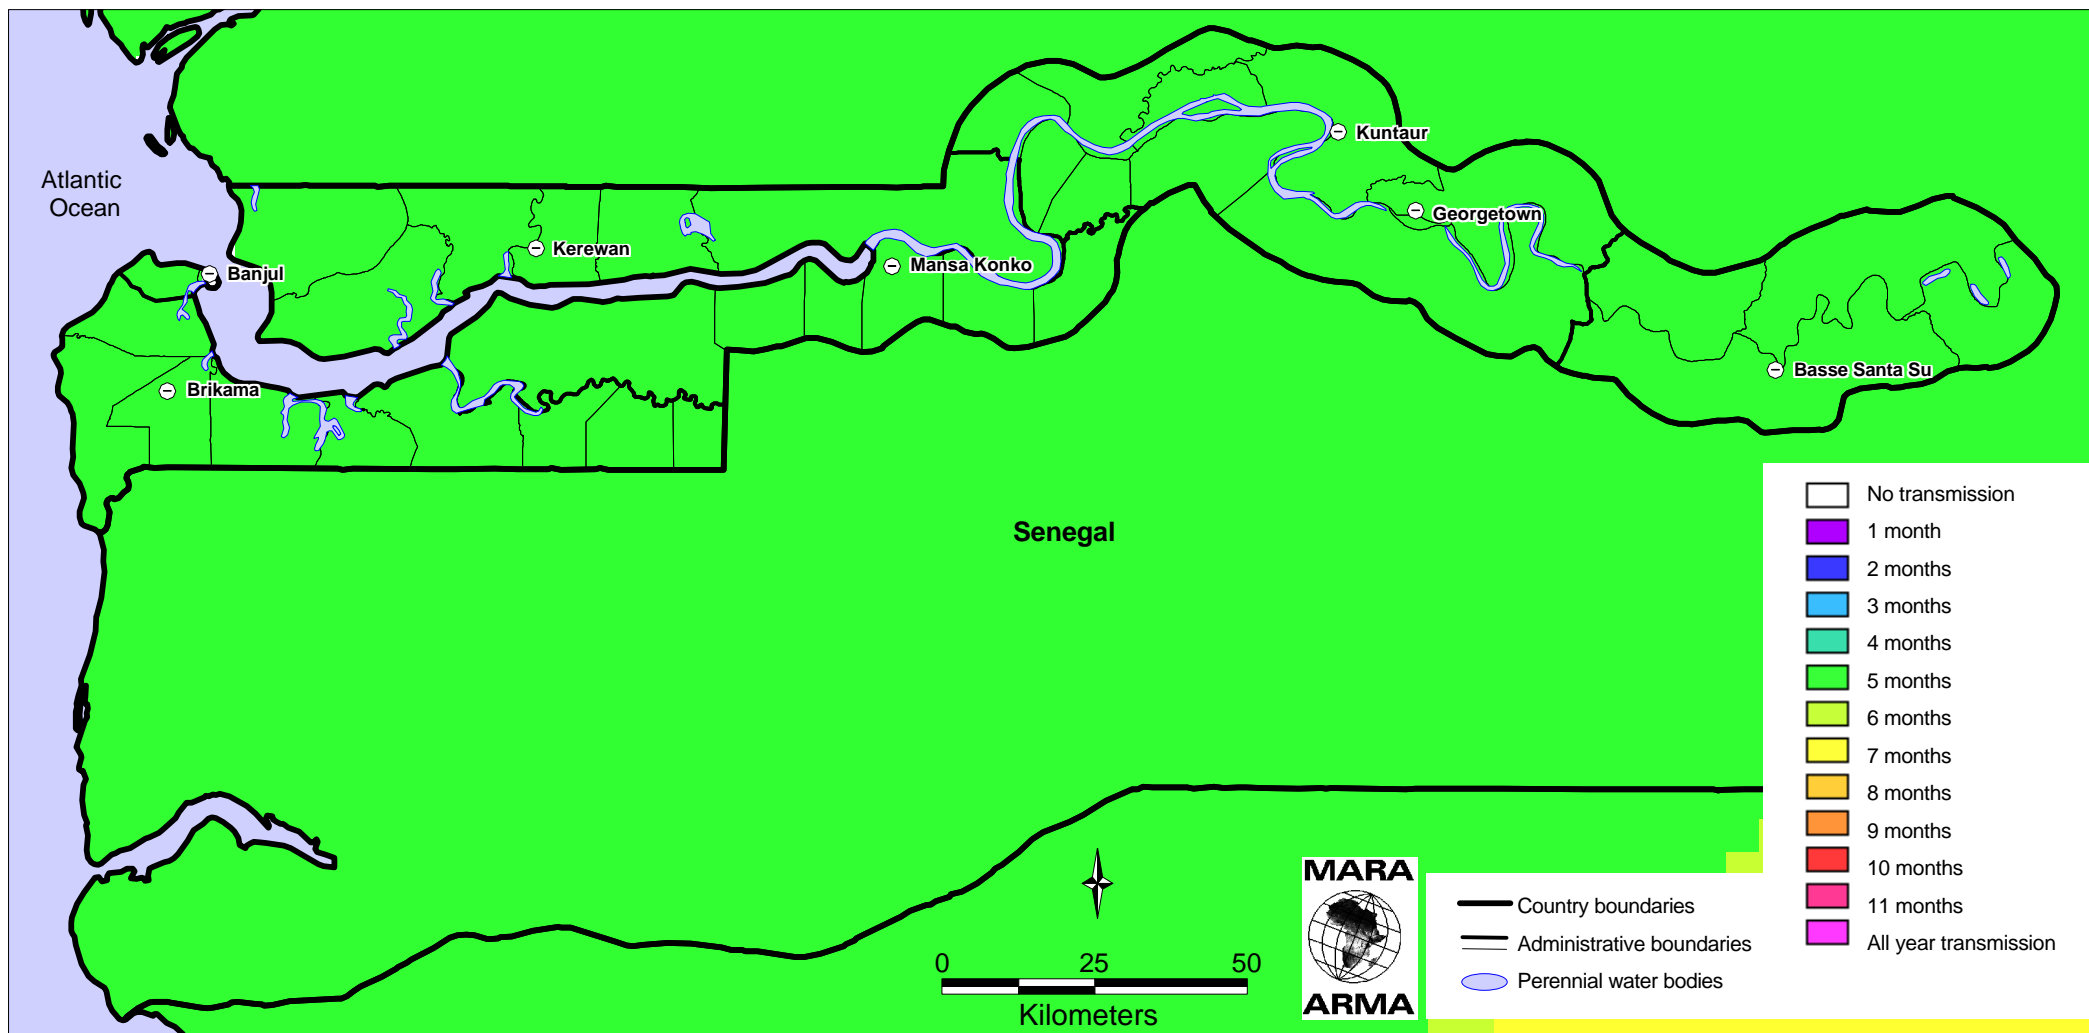 Kuntaur
Atlantic
Ocean
Georgetown
Kerewan
Mansa Konko
Banjul
Basse Santa Su
Brikama
Senegal
No transmission
1 month
2 months
3 months
4 months
5 months
6 months
7 months
8 months
9 months
10 months
11 months
All year transmission
MARA
ARMA
Country boundaries
Administrative boundaries
Perennial water bodies
0 25 50
Kilometers